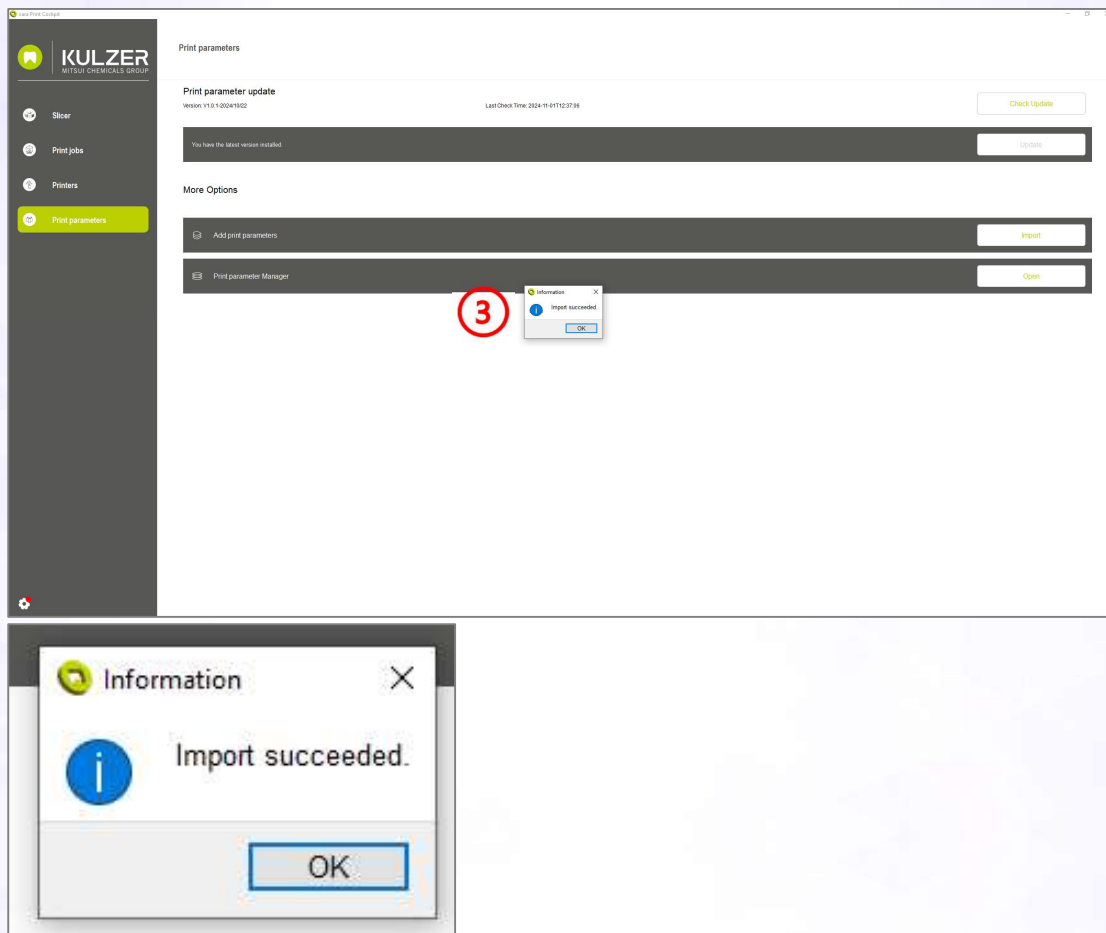 cara Print Cockpit
KULZER
MITSUI CHEMICALS GROUP
Slicer
Print jobs
Printers
Print parameters
Print parameters
Print parameter update
Version: V1.0.1-2024/10/22
Last Check Time: 2024-11-01T12:37:06
Check Update
You have the latest version installed.
Update
More Options
Add print parameters
Import
Print parameter Manager
Open
3
Information
Import succeeded.
OK
Information
Import succeeded.
OK